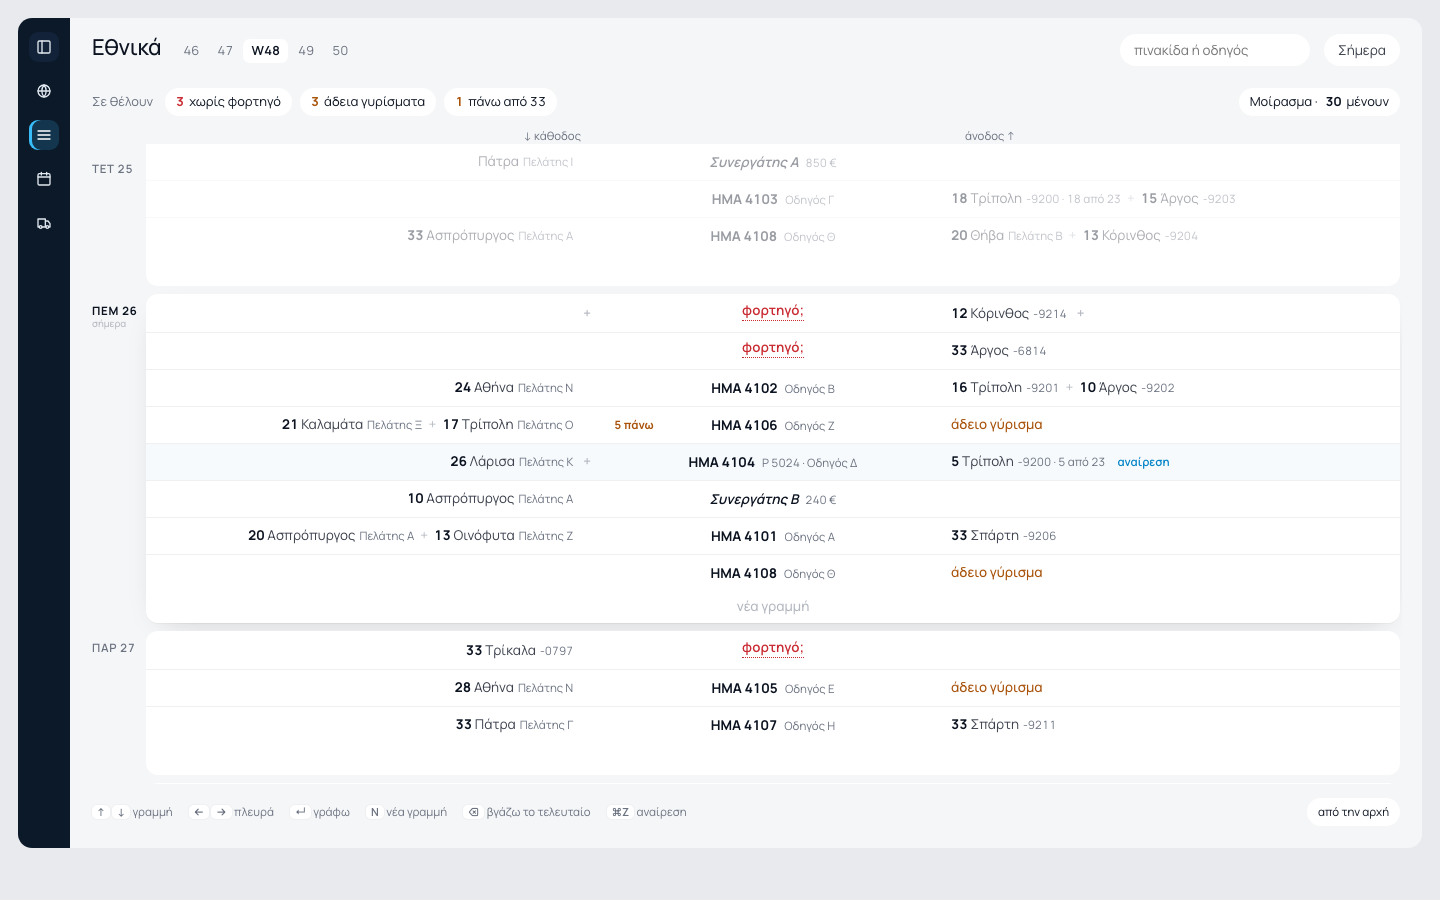 Εθνικά 46 47 W48 49 50 πινακίδα ή οδηγός Σήμερα
Σε θέλουν 3 χωρίς φορτηγό 3 άδεια γυρίσματα 1 πάνω από 33 Μοίρασμα · 30 μένουν
↓ κάθοδος άνοδος ↑
ΤΕΤ 25 Πάτρα Πελάτης Ι Συνεργάτης Α 850 €
ΗΜΑ 4103 Οδηγός Γ 18 Τρίπολη -9200 · 18 από 23 + 15 Άργος -9203
33 Ασπρόπυργος Πελάτης Α ΗΜΑ 4108 Οδηγός Θ 20 Θήβα Πελάτης Β + 13 Κόρινθος -9204
ΠΕΜ 26 + φορτηγό; 12 Κόρινθος -9214 +
σήμερα
φορτηγό; 33 Άργος -6814
24 Αθήνα Πελάτης Ν ΗΜΑ 4102 Οδηγός Β 16 Τρίπολη -9201 + 10 Άργος -9202
21 Καλαμάτα Πελάτης Ξ + 17 Τρίπολη Πελάτης Ο 5 πάνω ΗΜΑ 4106 Οδηγός Ζ άδειο γύρισμα
26 Λάρισα Πελάτης Κ + ΗΜΑ 4104 Ρ 5024 · Οδηγός Δ 5 Τρίπολη -9200 · 5 από 23 αναίρεση
10 Ασπρόπυργος Πελάτης Α Συνεργάτης Β 240 €
20 Ασπρόπυργος Πελάτης Α + 13 Οινόφυτα Πελάτης Ζ ΗΜΑ 4101 Οδηγός Α 33 Σπάρτη -9206
ΗΜΑ 4108 Οδηγός Θ άδειο γύρισμα
νέα γραμμή
ΠΑΡ 27 33 Τρίκαλα -0797 φορτηγό;
28 Αθήνα Πελάτης Ν ΗΜΑ 4105 Οδηγός Ε άδειο γύρισμα
33 Πάτρα Πελάτης Γ ΗΜΑ 4107 Οδηγός Η 33 Σπάρτη -9211
↑ ↓ γραμμή ← → πλευρά ↵ γράφω N νέα γραμμή ⌫ βγάζω το τελευταίο ⌘Z αναίρεση από την αρχή